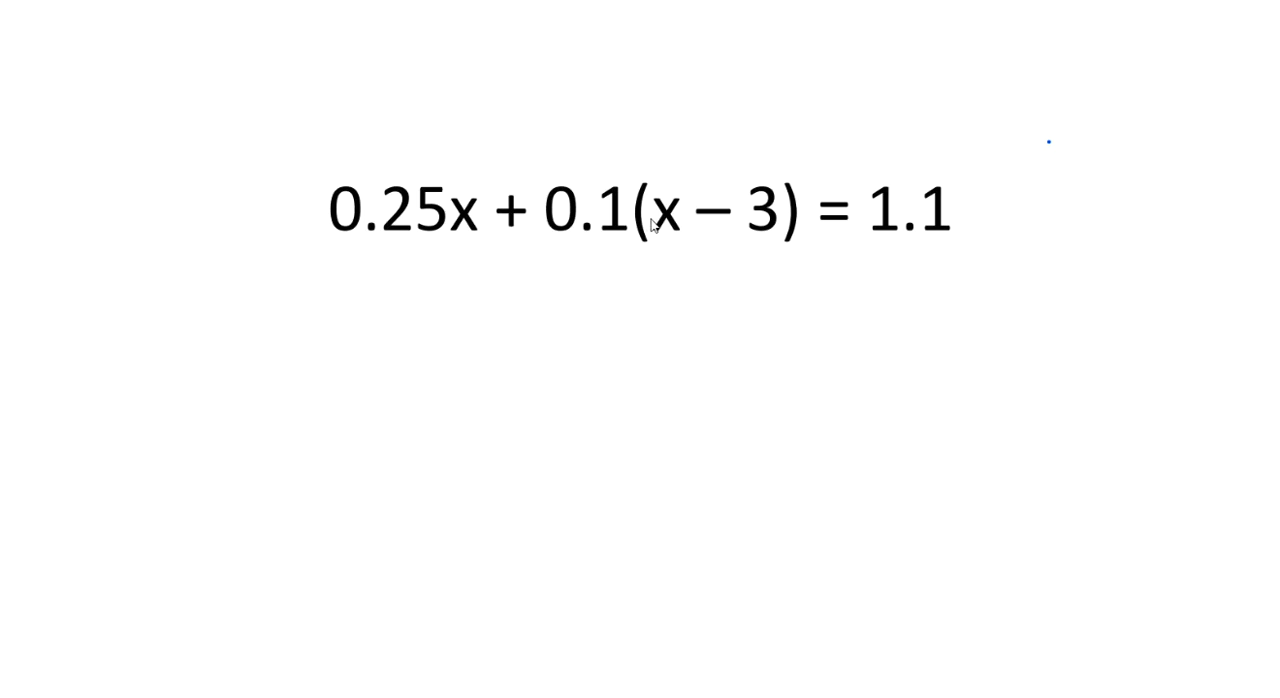 0.25x + 0.1(x – 3) = 1.1